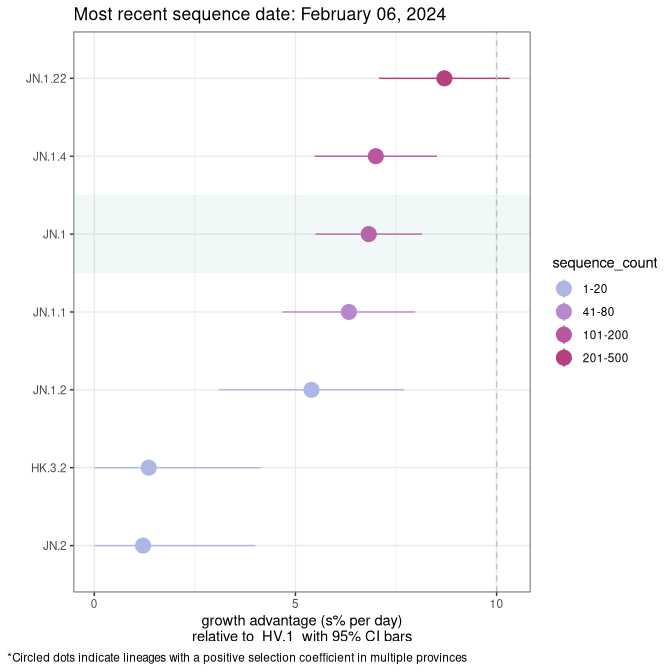 Most recent sequence date: February 06, 2024
JN.1.22
JN.1.4
JN.1
JN.1.1
JN.1.2
HK.3.2
JN.2
0 5 10
growth advantage (s% per day)
relative to  HV.1  with 95% CI bars
sequence_count
1-20
41-80
101-200
201-500
*Circled dots indicate lineages with a positive selection coefficient in multiple provinces